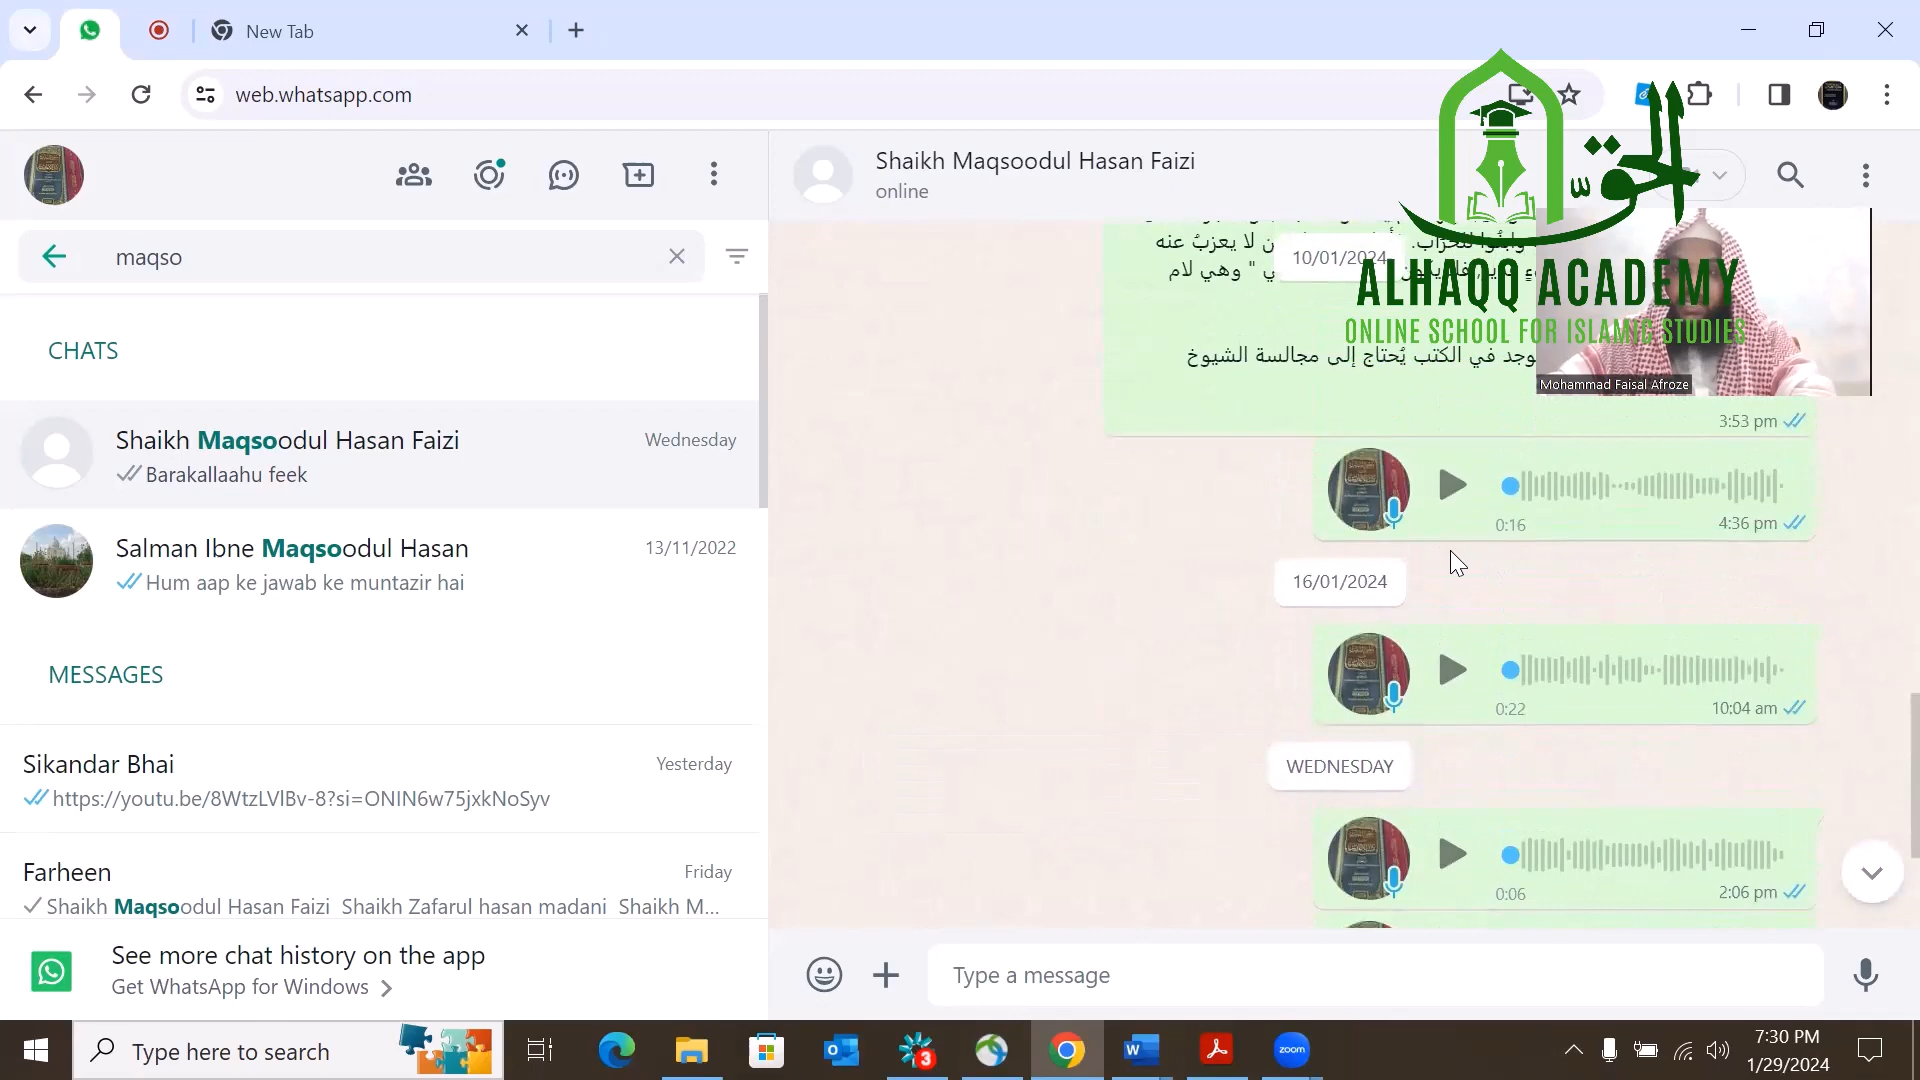 New Tab
web.whatsapp.com
Shaikh Maqsoodul Hasan Faizi
online
maqso
CHATS
Shaikh Maqsoodul Hasan Faizi
Wednesday
Barakallaahu feek
Salman Ibne Maqsoodul Hasan
13/11/2022
Hum aap ke jawab ke muntazir hai
MESSAGES
Sikandar Bhai
Yesterday
https://youtu.be/8WtzLVlBv-8?si=ONIN6w75jxkNoSyv
Farheen
Friday
Shaikh Maqsoodul Hasan Faizi Shaikh Zafarul hasan madani Shaikh M...
See more chat history on the app
Get WhatsApp for Windows
لا يعزبُ عنه
10/01/2024
" وهي لام
يوجد في الكتب يُحتاج إلى مجالسة الشيوخ
3:53 pm
0:16
4:36 pm
16/01/2024
0:22
10:04 am
WEDNESDAY
0:06
2:06 pm
Type a message
الحق
ALHAQQ ACADEMY
ONLINE SCHOOL FOR ISLAMIC STUDIES
Mohammad Faisal Afroze
Type here to search
3
zoom
7:30 PM
1/29/2024